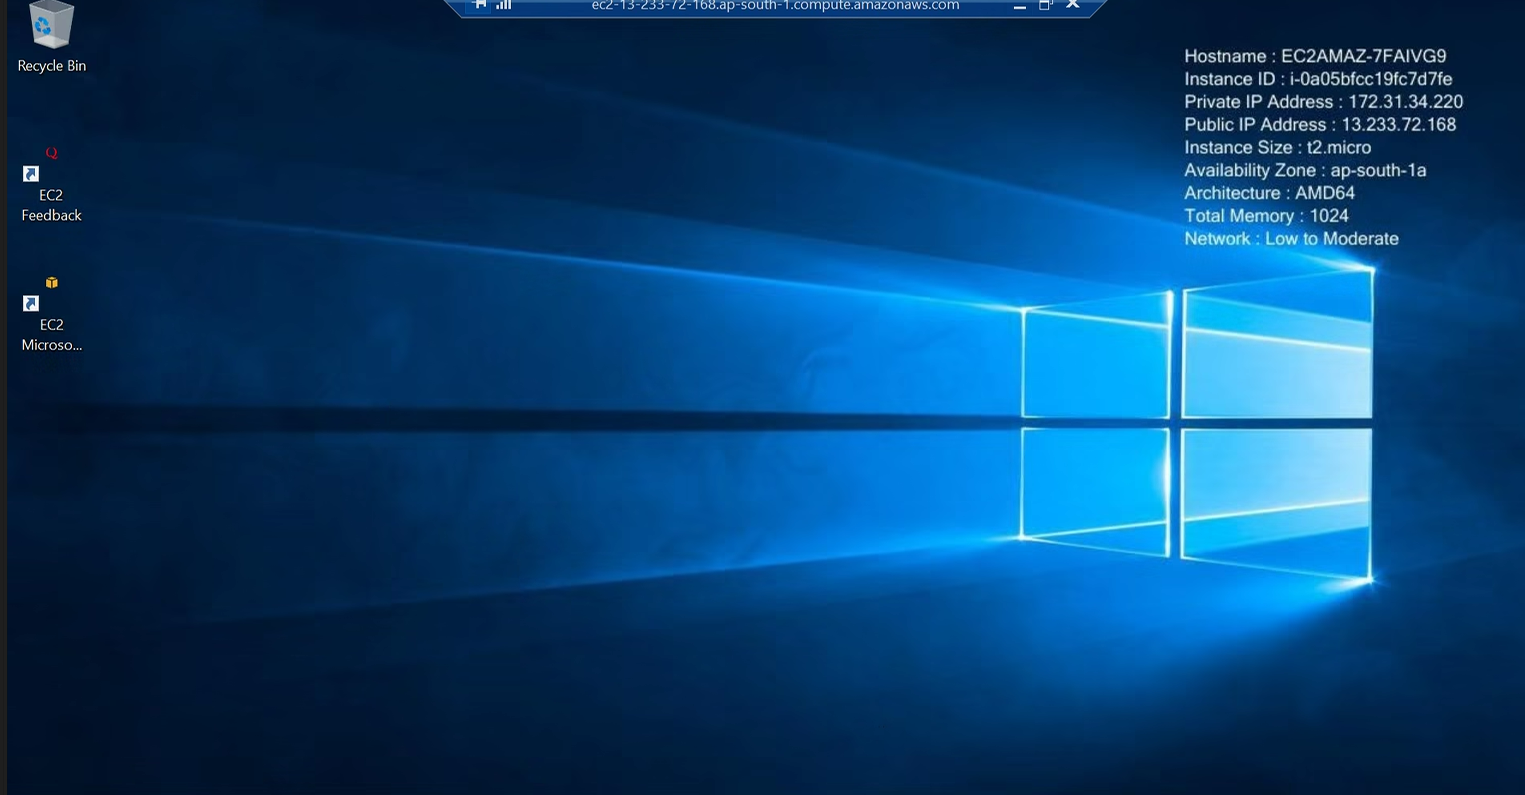 ec2-13-233-72-168.ap-south-1.compute.amazonaws.com
Recycle Bin
Hostname : EC2AMAZ-7FAIVG9
Instance ID : i-0a05bfcc19fc7d7fe
Private IP Address : 172.31.34.220
Public IP Address : 13.233.72.168
Instance Size : t2.micro
Availability Zone : ap-south-1a
Architecture : AMD64
Total Memory : 1024
Network : Low to Moderate
Q
EC2
Feedback
EC2
Microso...